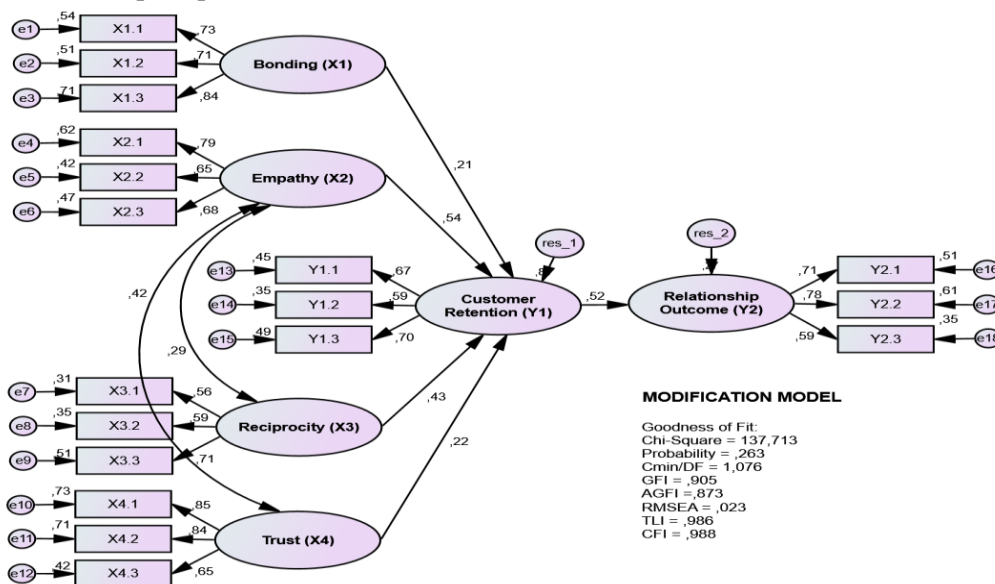 e1
,54
X1.1
,73
e2
,51
X1.2
,71
e3
,71
X1.3
,84
Bonding (X1)
e4
,62
X2.1
,79
e5
,42
X2.2
,65
e6
,47
X2.3
,68
Empathy (X2)
,21
,54
,42
,29
e13
,45
Y1.1
,67
e14
,35
Y1.2
,59
e15
,49
Y1.3
,70
res_1
Customer
Retention (Y1)
,52
res_2
Relationship
Outcome (Y2)
,71
Y2.1
,51
e16
,78
Y2.2
,61
e17
,59
Y2.3
,35
e18
e7
,31
X3.1
,56
e8
,35
X3.2
,59
e9
,51
X3.3
,71
Reciprocity (X3)
,43
,22
e10
,73
X4.1
,85
e11
,71
X4.2
,84
e12
,42
X4.3
,65
Trust (X4)
MODIFICATION MODEL
Goodness of Fit:
Chi-Square = 137,713
Probability = ,263
Cmin/DF = 1,076
GFI = ,905
AGFI = ,873
RMSEA = ,023
TLI = ,986
CFI = ,988